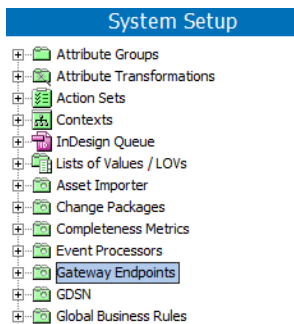 System Setup
Attribute Groups
Attribute Transformations
Action Sets
Contexts
InDesign Queue
Lists of Values / LOVs
Asset Importer
Change Packages
Completeness Metrics
Event Processors
Gateway Endpoints
GDSN
Global Business Rules